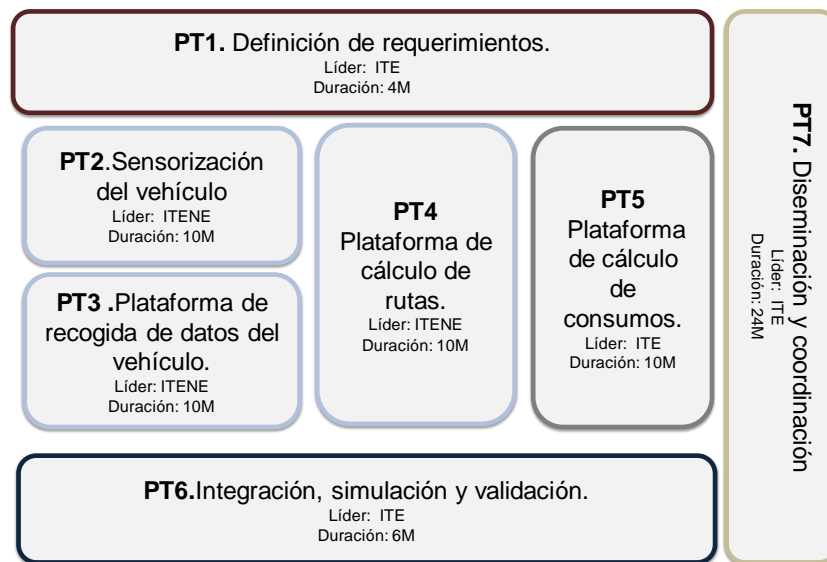 PT1. Definición de requerimientos.
Líder: ITE
Duración: 4M
PT2.Sensorización
del vehículo
Líder: ITENE
Duración: 10M
PT3 .Plataforma de
recogida de datos del
vehículo.
Líder: ITENE
Duración: 10M
PT4
Plataforma de
cálculo de
rutas.
Líder: ITENE
Duración: 10M
PT5
Plataforma
de cálculo
de
consumos.
Líder: ITE
Duración: 10M
PT6.Integración, simulación y validación.
Líder: ITE
Duración: 6M
PT7. Diseminación y coordinación
Líder: ITE
Duración: 24M